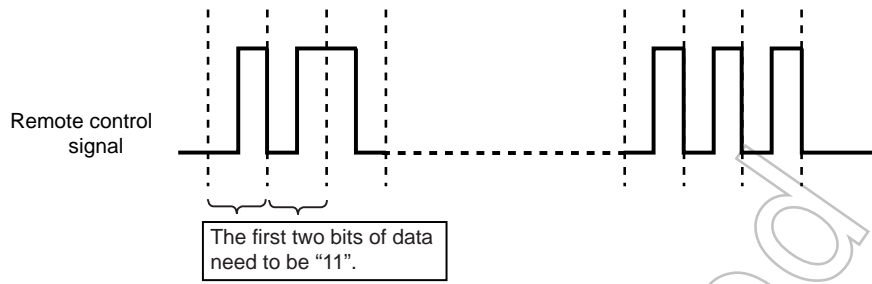 Remote control
signal
The first two bits of data
need to be “11”.